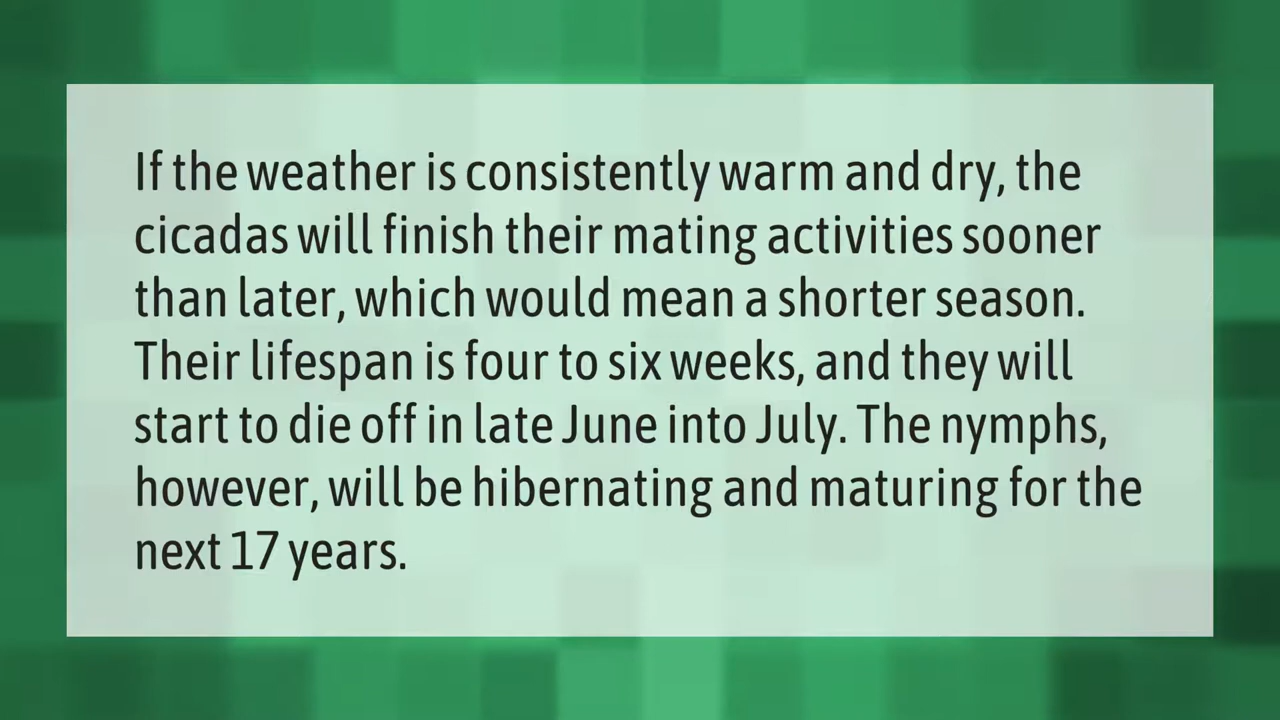 If the weather is consistently warm and dry, the
cicadas will finish their mating activities sooner
than later, which would mean a shorter season.
Their lifespan is four to six weeks, and they will
start to die off in late June into July. The nymphs,
however, will be hibernating and maturing for the
next 17 years.